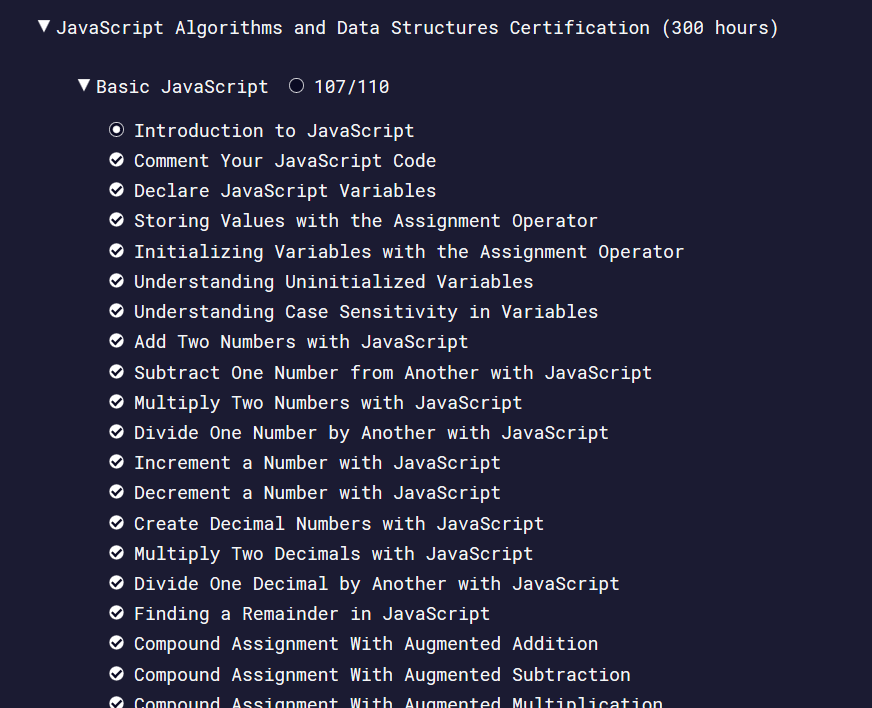 JavaScript Algorithms and Data Structures Certification (300 hours)
Basic JavaScript 107/110
Introduction to JavaScript
Comment Your JavaScript Code
Declare JavaScript Variables
Storing Values with the Assignment Operator
Initializing Variables with the Assignment Operator
Understanding Uninitialized Variables
Understanding Case Sensitivity in Variables
Add Two Numbers with JavaScript
Subtract One Number from Another with JavaScript
Multiply Two Numbers with JavaScript
Divide One Number by Another with JavaScript
Increment a Number with JavaScript
Decrement a Number with JavaScript
Create Decimal Numbers with JavaScript
Multiply Two Decimals with JavaScript
Divide One Decimal by Another with JavaScript
Finding a Remainder in JavaScript
Compound Assignment With Augmented Addition
Compound Assignment With Augmented Subtraction
Compound Assignment With Augmented Multiplication